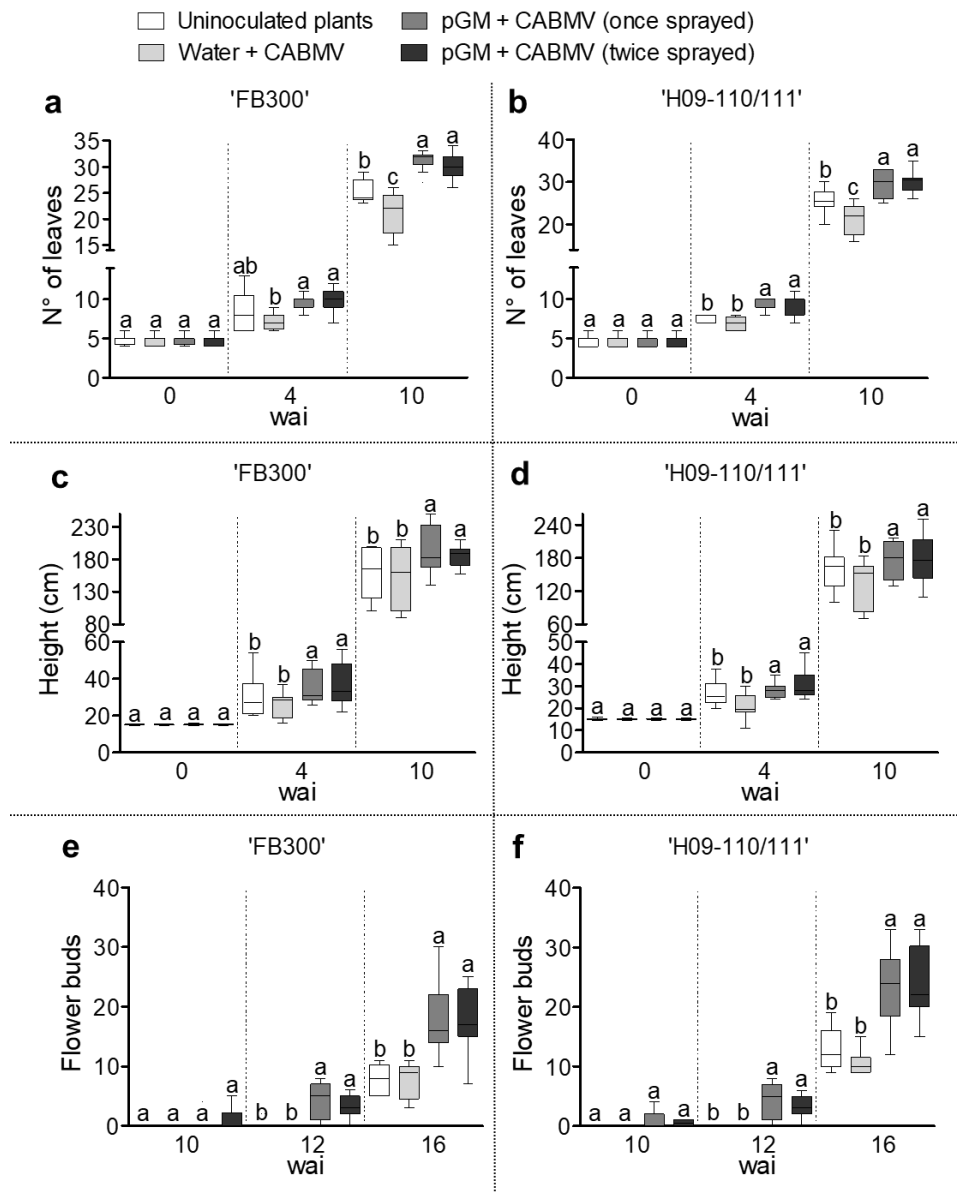 Uninoculated plants pGM + CABMV (once sprayed)
Water + CABMV pGM + CABMV (twice sprayed)
a 'FB300'
N° of leaves
35
30
25
20
15
10
5
0
b c a a
ab b a a
a a a a
0 4 10
wai
b 'H09-110/111'
N° of leaves
40
30
20
10
5
0
b c a a
b b a a
a a a a
0 4 10
wai
c 'FB300'
Height (cm)
230
180
130
80
60
40
20
0
b b a a
b b a a
a a a a
0 4 10
wai
d 'H09-110/111'
Height (cm)
240
180
120
60
50
40
30
20
10
0
b b a a
b b a a
a a a a
0 4 10
wai
e 'FB300'
Flower buds
40
30
20
10
0
b b a a
b b a a
a a a a
10 12 16
wai
f 'H09-110/111'
Flower buds
40
30
20
10
0
b b a a
b b a a
a a a a
10 12 16
wai